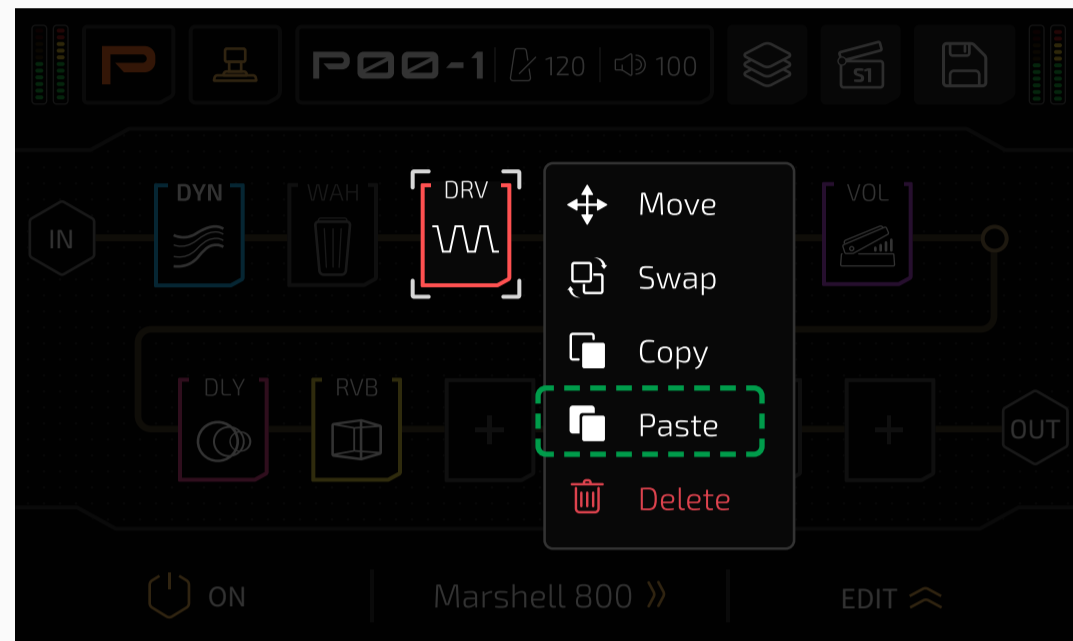 P00-1 120 100 S1
DYN WAH DRV VOL
IN
Move
Swap
Copy
Paste
Delete
DLY RVB
OUT
ON Marshell 800 EDIT